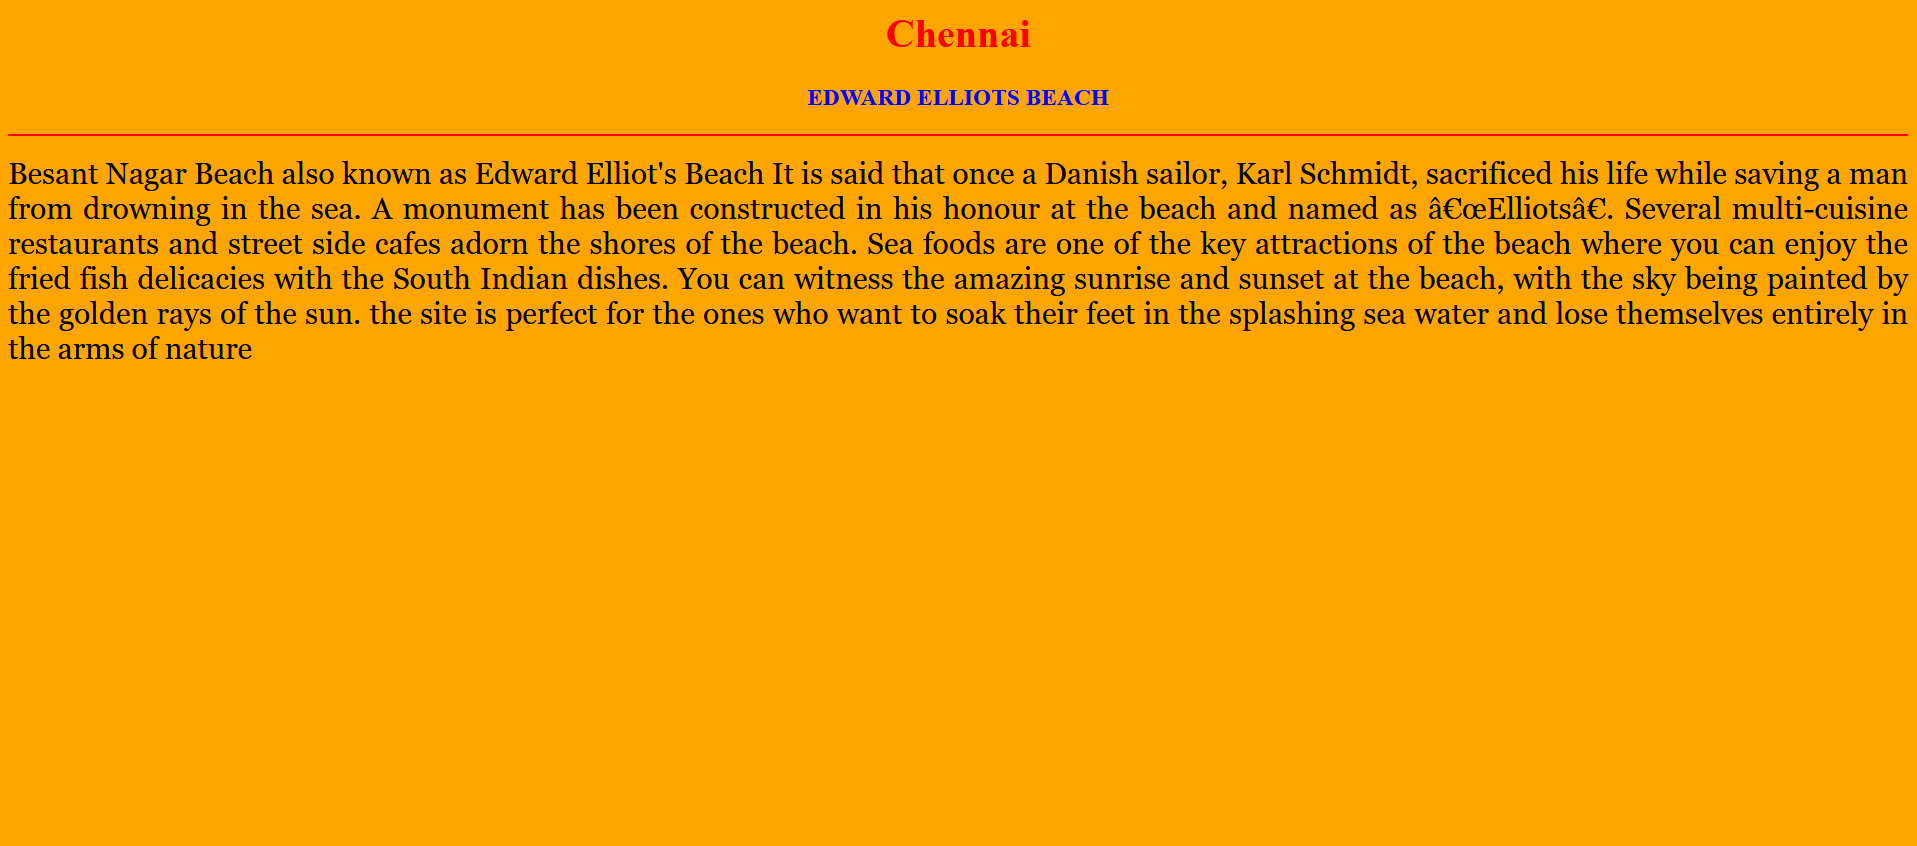 Chennai
EDWARD ELLIOTS BEACH
Besant Nagar Beach also known as Edward Elliot's Beach It is said that once a Danish sailor, Karl Schmidt, sacrificed his life while saving a man
from drowning in the sea. A monument has been constructed in his honour at the beach and named as â€œElliotsâ€. Several multi-cuisine
restaurants and street side cafes adorn the shores of the beach. Sea foods are one of the key attractions of the beach where you can enjoy the
fried fish delicacies with the South Indian dishes. You can witness the amazing sunrise and sunset at the beach, with the sky being painted by
the golden rays of the sun. the site is perfect for the ones who want to soak their feet in the splashing sea water and lose themselves entirely in
the arms of nature